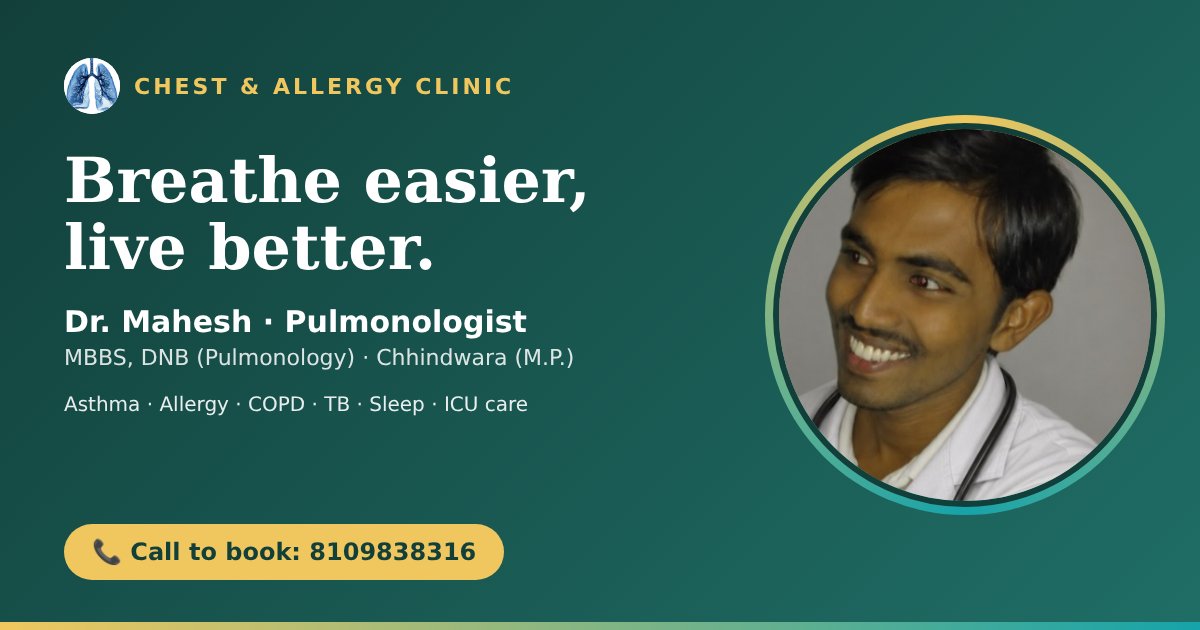 CHEST & ALLERGY CLINIC
Breathe easier,
live better.
Dr. Mahesh · Pulmonologist
MBBS, DNB (Pulmonology) · Chhindwara (M.P.)
Asthma · Allergy · COPD · TB · Sleep · ICU care
📞 Call to book: 8109838316